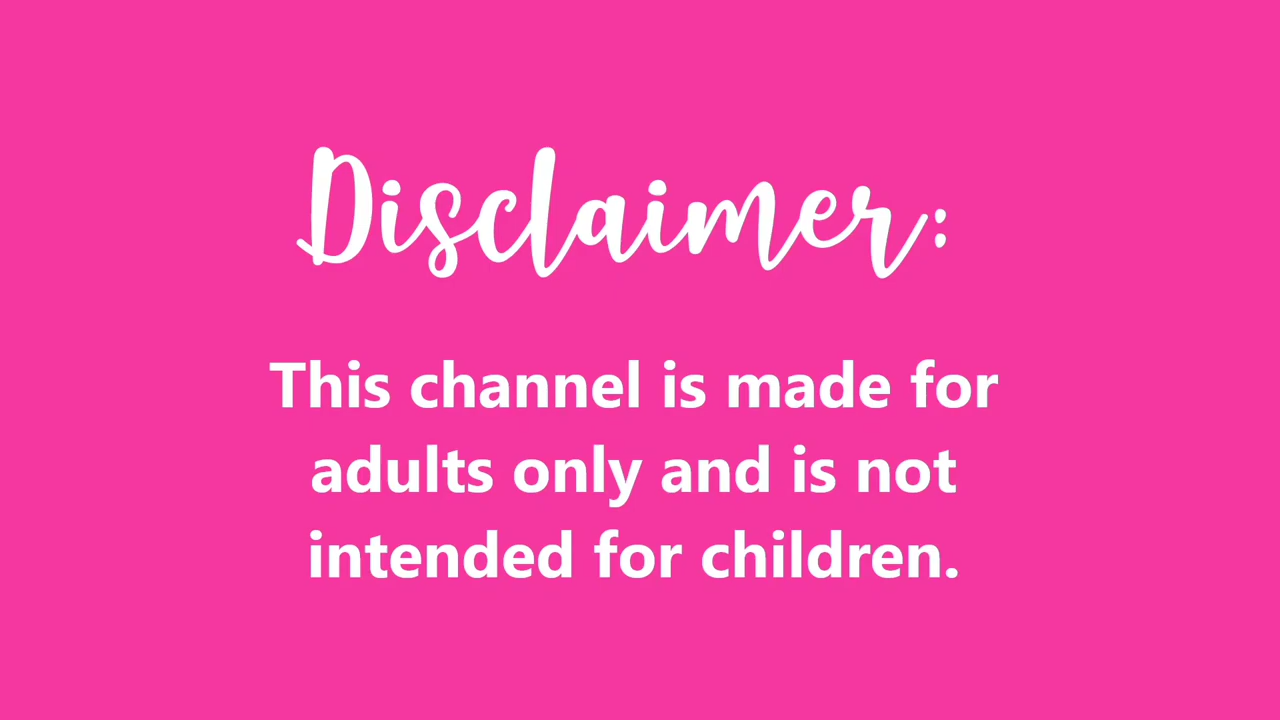 Disclaimer:
This channel is made for
adults only and is not
intended for children.